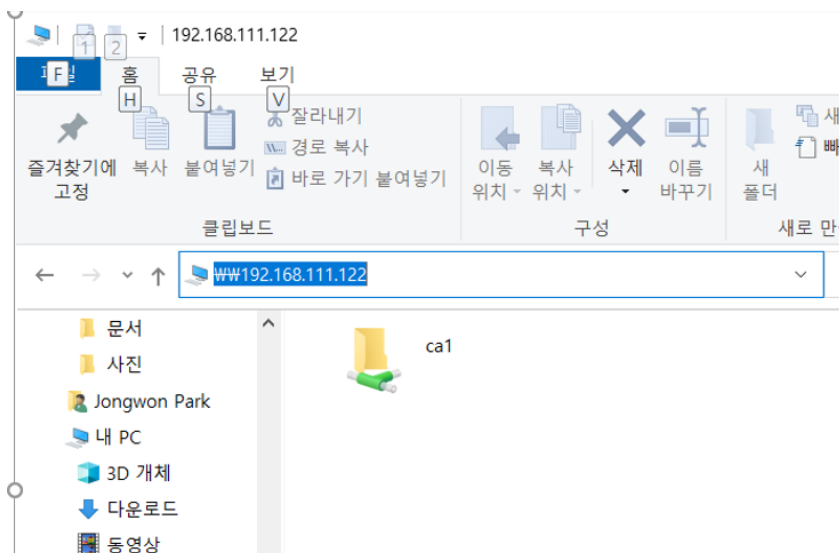 192.168.111.122
1 2
F 홈 공유 보기
H S V
즐겨찾기에 고정
복사
붙여넣기
잘라내기
경로 복사
바로 가기 붙여넣기
클립보드
이동 위치
복사 위치
삭제
이름 바꾸기
구성
새 폴더
새
빠
새로 만
₩₩192.168.111.122
문서
사진
Jongwon Park
내 PC
3D 개체
다운로드
동영상
ca1